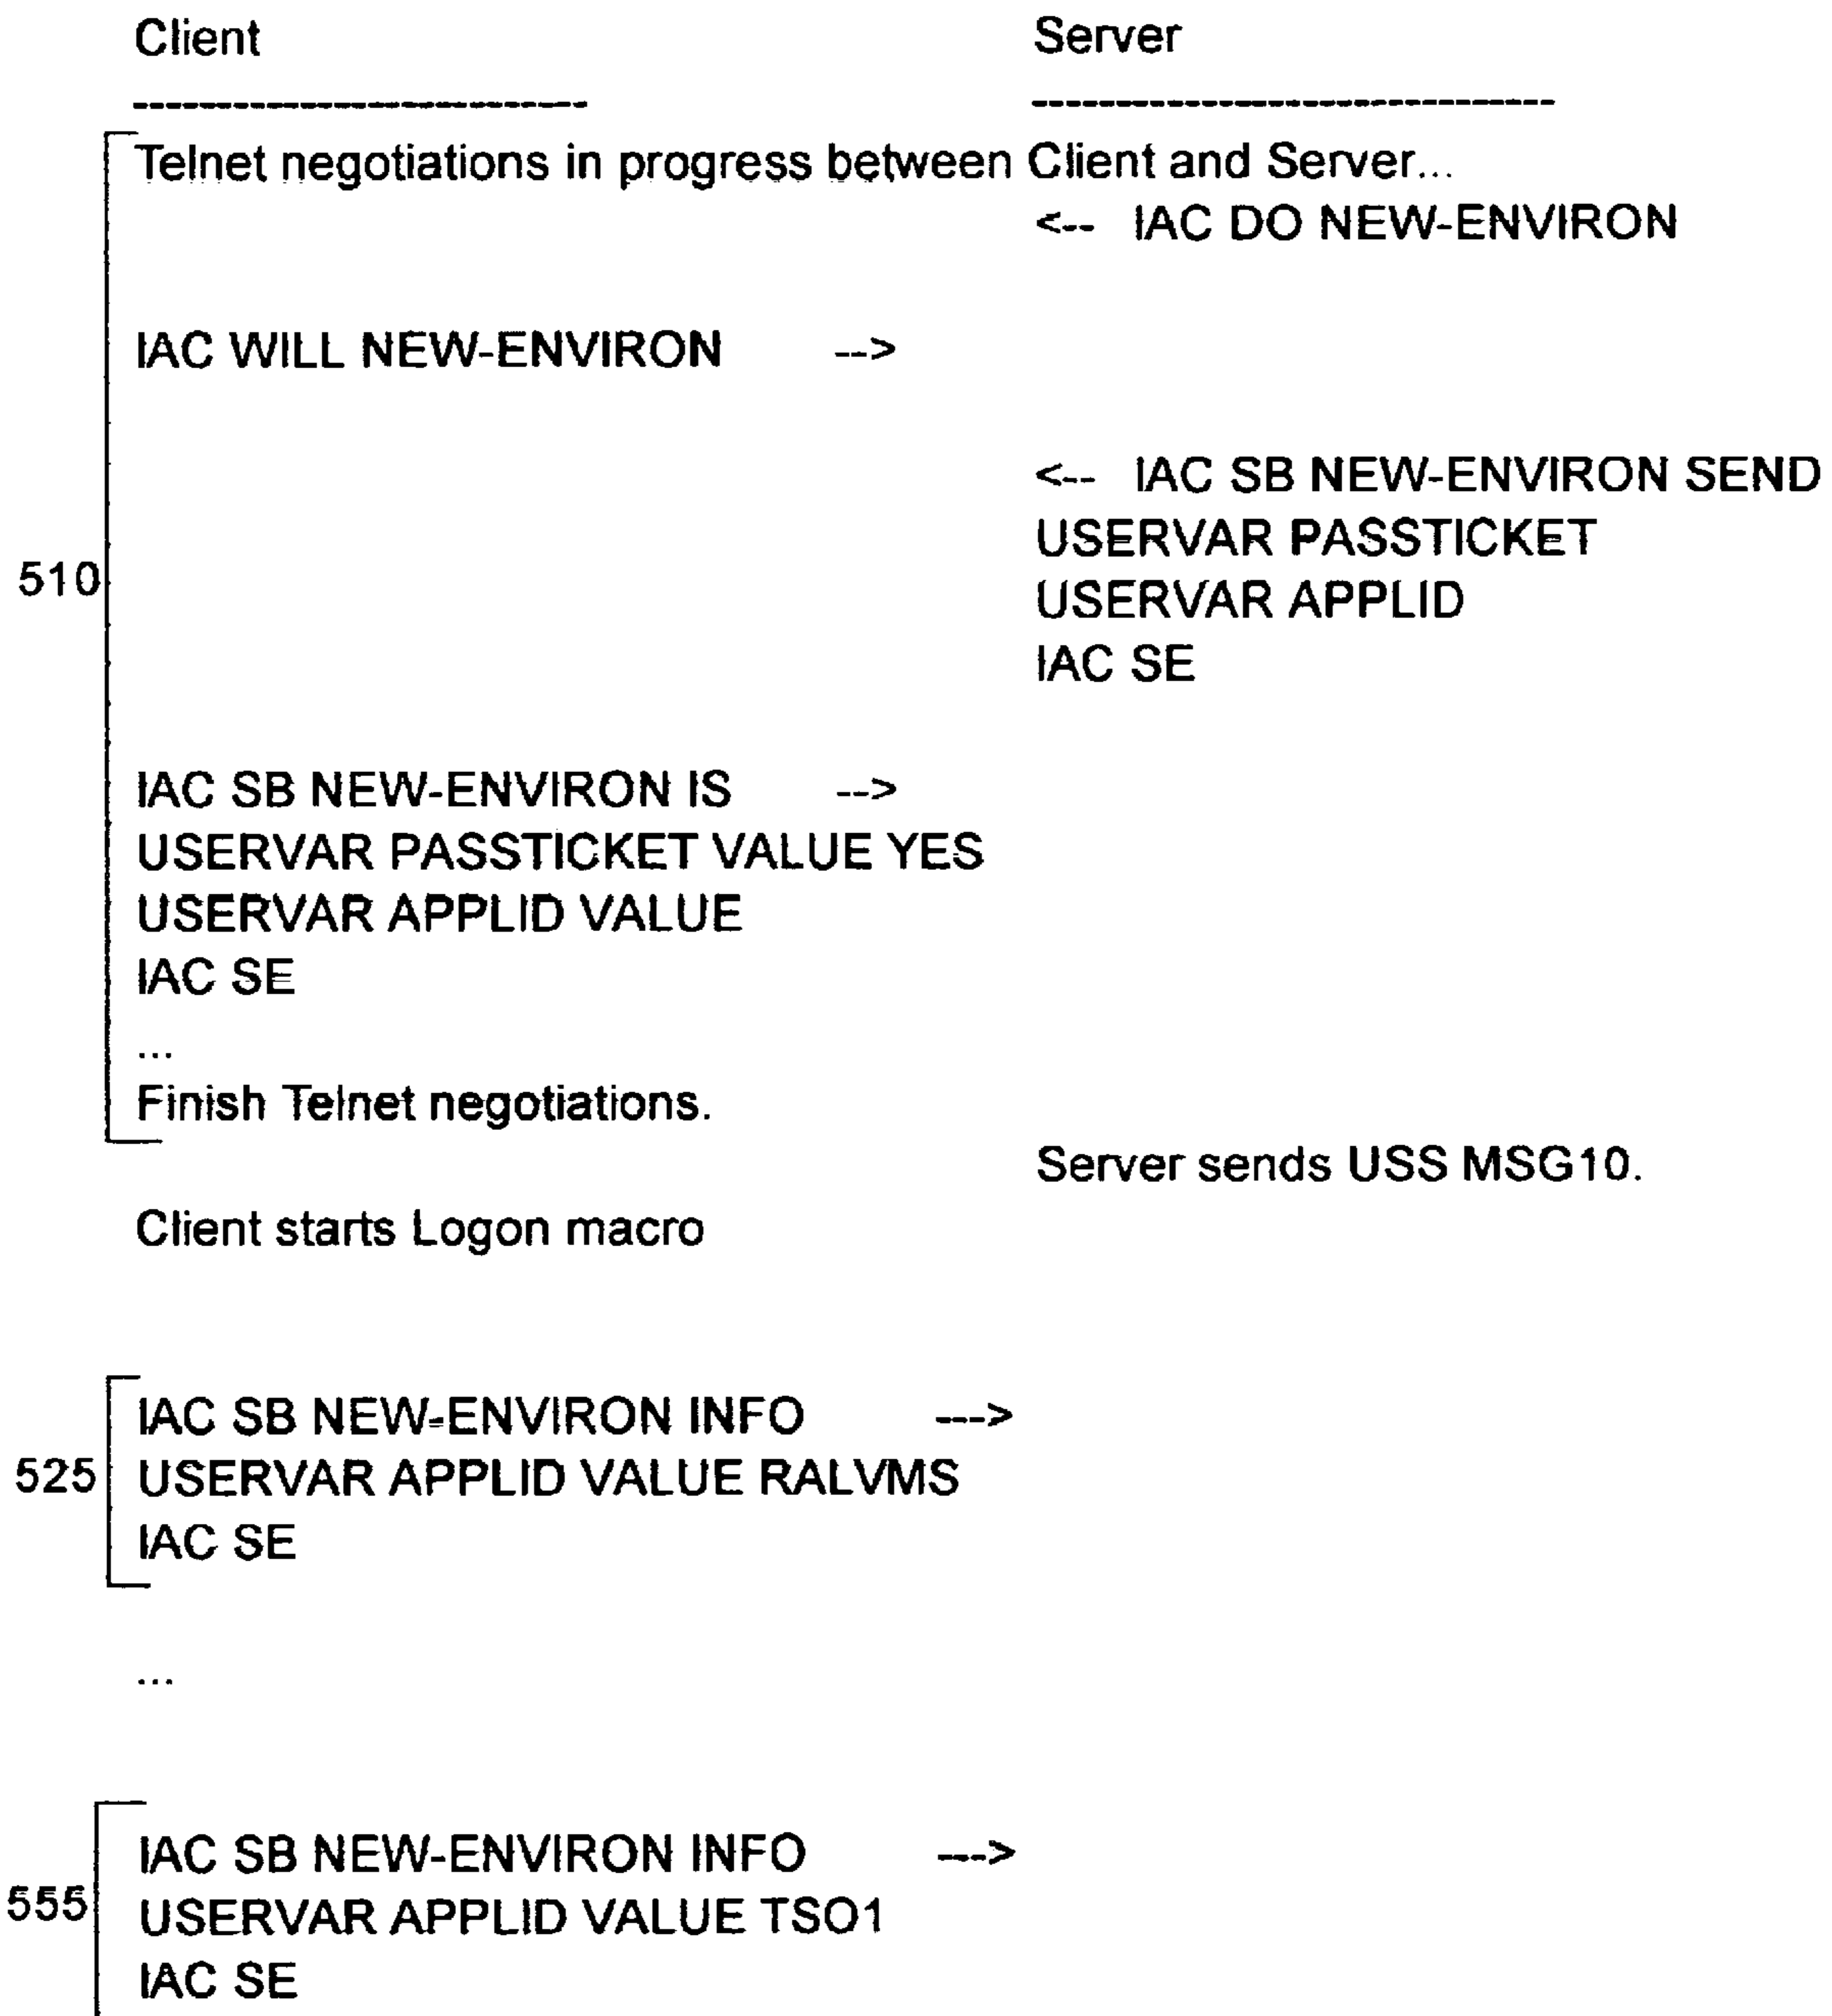 Client Server
--------------------------- -------------------------------
Telnet negotiations in progress between Client and Server...
<-- IAC DO NEW-ENVIRON
IAC WILL NEW-ENVIRON -->
<-- IAC SB NEW-ENVIRON SEND
USERVAR PASSTICKET
510
USERVAR APPLID
IAC SE
IAC SB NEW-ENVIRON IS -->
USERVAR PASSTICKET VALUE YES
USERVAR APPLID VALUE
IAC SE
...
Finish Telnet negotiations.
Server sends USS MSG10.
Client starts Logon macro
IAC SB NEW-ENVIRON INFO --->
525 USERVAR APPLID VALUE RALVMS
IAC SE
...
IAC SB NEW-ENVIRON INFO --->
555 USERVAR APPLID VALUE TSO1
IAC SE